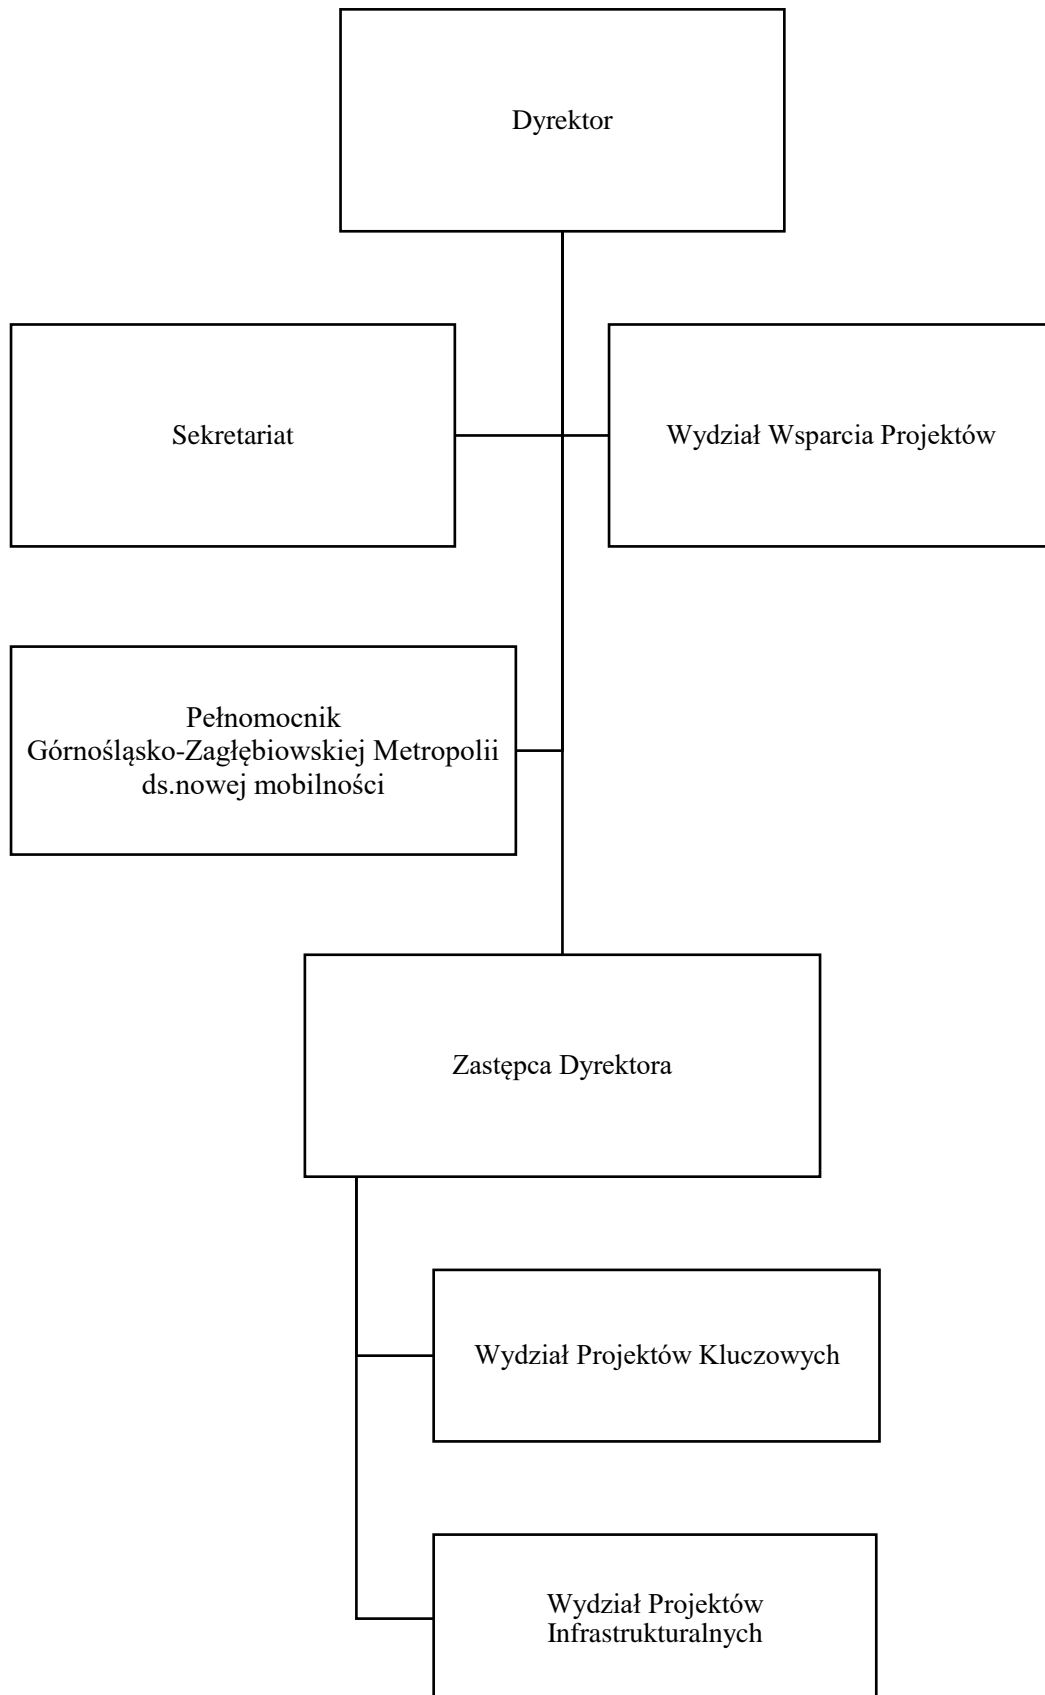 Dyrektor
Sekretariat
Wydział Wsparcia Projektów
Pełnomocnik
Górnośląsko-Zagłębiowskiej Metropolii
ds.nowej mobilności
Zastępca Dyrektora
Wydział Projektów Kluczowych
Wydział Projektów
Infrastrukturalnych